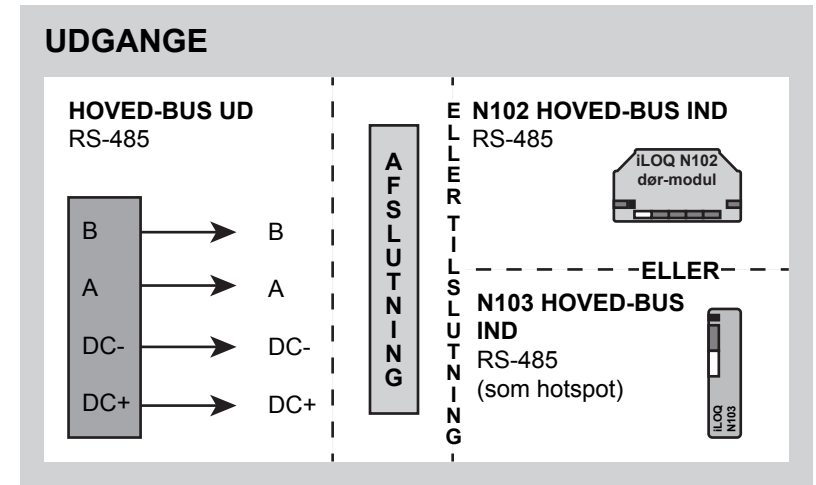 UDGANGE
HOVED-BUS UD
RS-485
B
B
A
A
DC-
DC-
DC+
DC+
AFSLUTNING
ELLER TILSLUTNING
N102 HOVED-BUS IND
RS-485
iLOQ N102
dør-modul
ELLER
N103 HOVED-BUS
IND
RS-485
(som hotspot)
iLOQ
N103